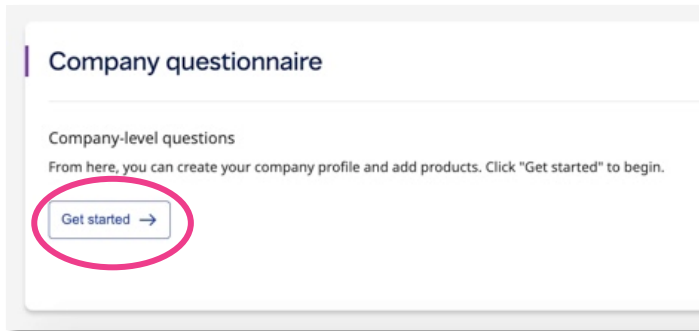 Company questionnaire
Company-level questions
From here, you can create your company profile and add products. Click "Get started" to begin.
Get started →